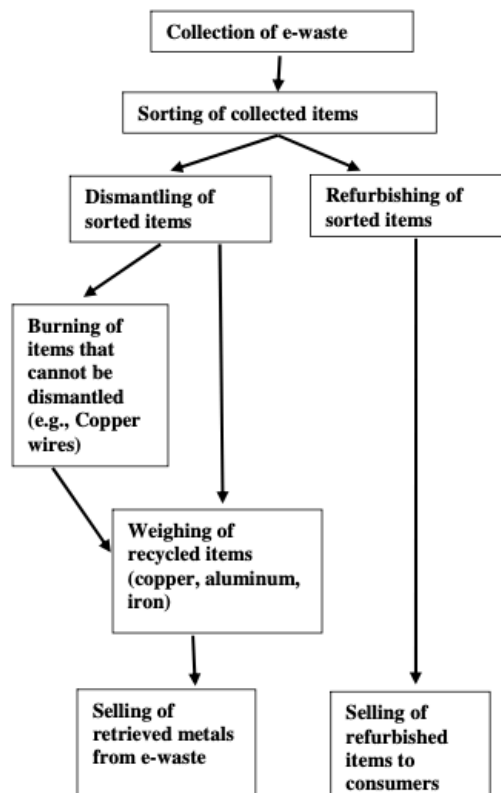 Collection of e-waste
Sorting of collected items
Dismantling of
sorted items
Refurbishing of
sorted items
Burning of
items that
cannot be
dismantled
(e.g., Copper
wires)
Weighing of
recycled items
(copper, aluminum,
iron)
Selling of
retrieved metals
from e-waste
Selling of
refurbished
items to
consumers